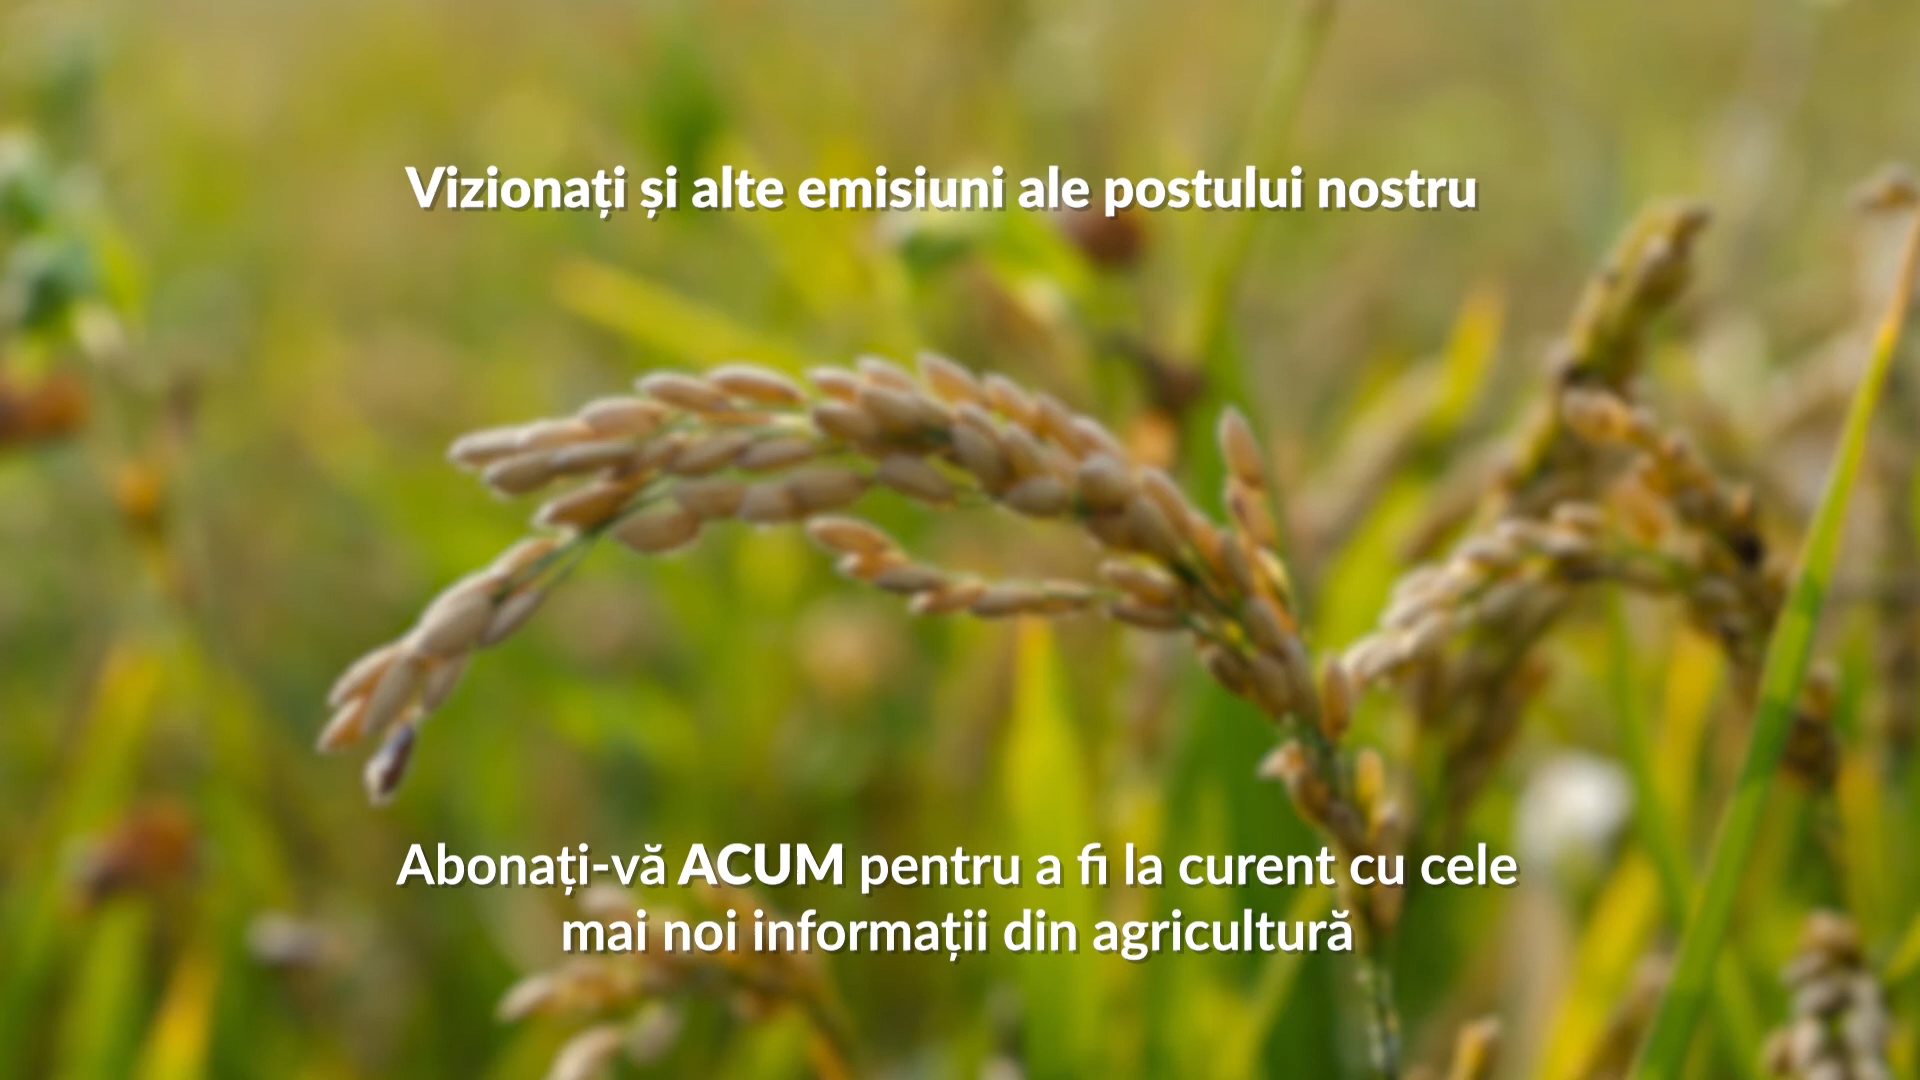 Vizionați și alte emisiuni ale postului nostru
Abonați-vă ACUM pentru a fi la curent cu cele
mai noi informații din agricultură